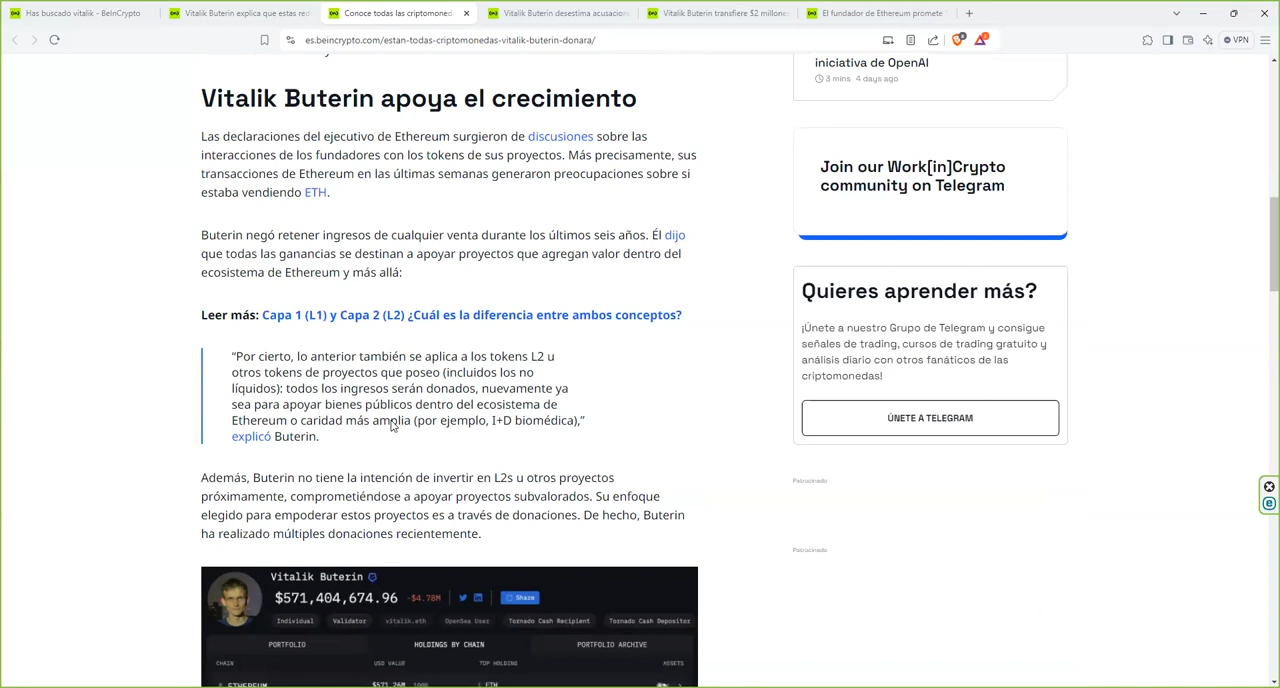 Has buscado vitalik - BeInCrypto
Vitalik Buterin explica que estas red
Conoce todas las criptomoned
Vitalik Buterin desestima acusacion
Vitalik Buterin transfiere $2 millone
El fundador de Ethereum promete
es.beincrypto.com/estan-todas-criptomonedas-vitalik-buterin-donara/
VPN
iniciativa de OpenAI
3 mins 4 days ago
Vitalik Buterin apoya el crecimiento
Las declaraciones del ejecutivo de Ethereum surgieron de discusiones sobre las
interacciones de los fundadores con los tokens de sus proyectos. Más precisamente, sus
transacciones de Ethereum en las últimas semanas generaron preocupaciones sobre si
estaba vendiendo ETH.
Buterin negó retener ingresos de cualquier venta durante los últimos seis años. Él dijo
que todas las ganancias se destinan a apoyar proyectos que agregan valor dentro del
ecosistema de Ethereum y más allá:
Leer más: Capa 1 (L1) y Capa 2 (L2) ¿Cuál es la diferencia entre ambos conceptos?
“Por cierto, lo anterior también se aplica a los tokens L2 u
otros tokens de proyectos que poseo (incluidos los no
líquidos): todos los ingresos serán donados, nuevamente ya
sea para apoyar bienes públicos dentro del ecosistema de
Ethereum o caridad más amplia (por ejemplo, I+D biomédica),”
explicó Buterin.
Además, Buterin no tiene la intención de invertir en L2s u otros proyectos
próximamente, comprometiéndose a apoyar proyectos subvalorados. Su enfoque
elegido para empoderar estos proyectos es a través de donaciones. De hecho, Buterin
ha realizado múltiples donaciones recientemente.
Vitalik Buterin
$571,404,674.96 -$4.78M Share
Individual Validator vitalik.eth OpenSea User Tornado Cash Recipient Tornado Cash Depositor
PORTFOLIO HOLDINGS BY CHAIN PORTFOLIO ARCHIVE
CHAIN USD VALUE TOP HOLDING ASSETS
ETHEREUM $571.26M 100% ETH
Join our Work[in]Crypto
community on Telegram
Quieres aprender más?
¡Únete a nuestro Grupo de Telegram y consigue
señales de trading, cursos de trading gratuito y
análisis diario con otros fanáticos de las
criptomonedas!
ÚNETE A TELEGRAM
Patrocinado
Patrocinado